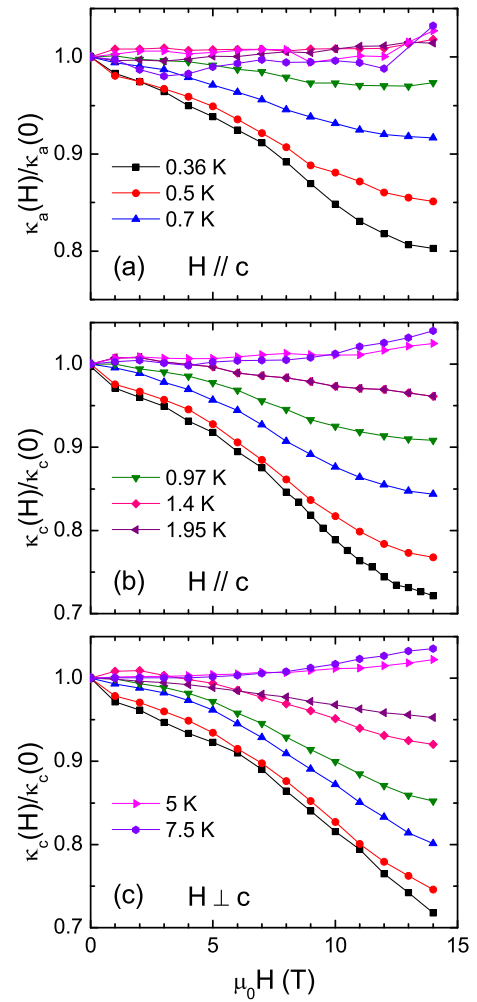 1.0
0.9
0.8
κa(H)/κa(0)
0.36 K
0.5 K
0.7 K
(a) H // c
1.0
0.9
0.8
0.7
κc(H)/κc(0)
0.97 K
1.4 K
1.95 K
(b) H // c
1.0
0.9
0.8
0.7
κc(H)/κc(0)
5 K
7.5 K
(c) H ⊥ c
0 5 10 15
μ0H (T)